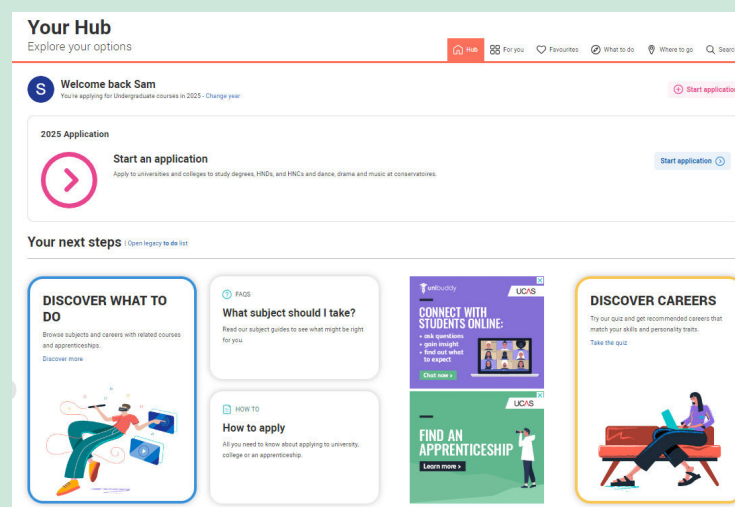 Your Hub
Explore your options
Hub
For you
Favourites
What to do
Where to go
Search
S
Welcome back Sam
You're applying for Undergraduate courses in 2025 - Change year
Start application
2025 Application
Start an application
Apply to universities and colleges to study degrees, HNDs, and HNCs and dance, drama and music at conservatoires.
Start application
Your next steps (Open legacy to do list
DISCOVER WHAT TO
DO
Browse subjects and careers with related courses
and apprenticeships.
Discover more
FAQS
What subject should I take?
Read our subject guides to see what might be right
for you.
HOW TO
How to apply
All you need to know about applying to university,
college or an apprenticeship.
unibuddy
UCAS
CONNECT WITH
STUDENTS ONLINE:
• ask questions
• gain insight
• find out what
to expect
Chat now >
UCAS
FIND AN
APPRENTICESHIP
Learn more >
DISCOVER CAREERS
Try our quiz and get recommended careers that
match your skills and personality traits.
Take the quiz